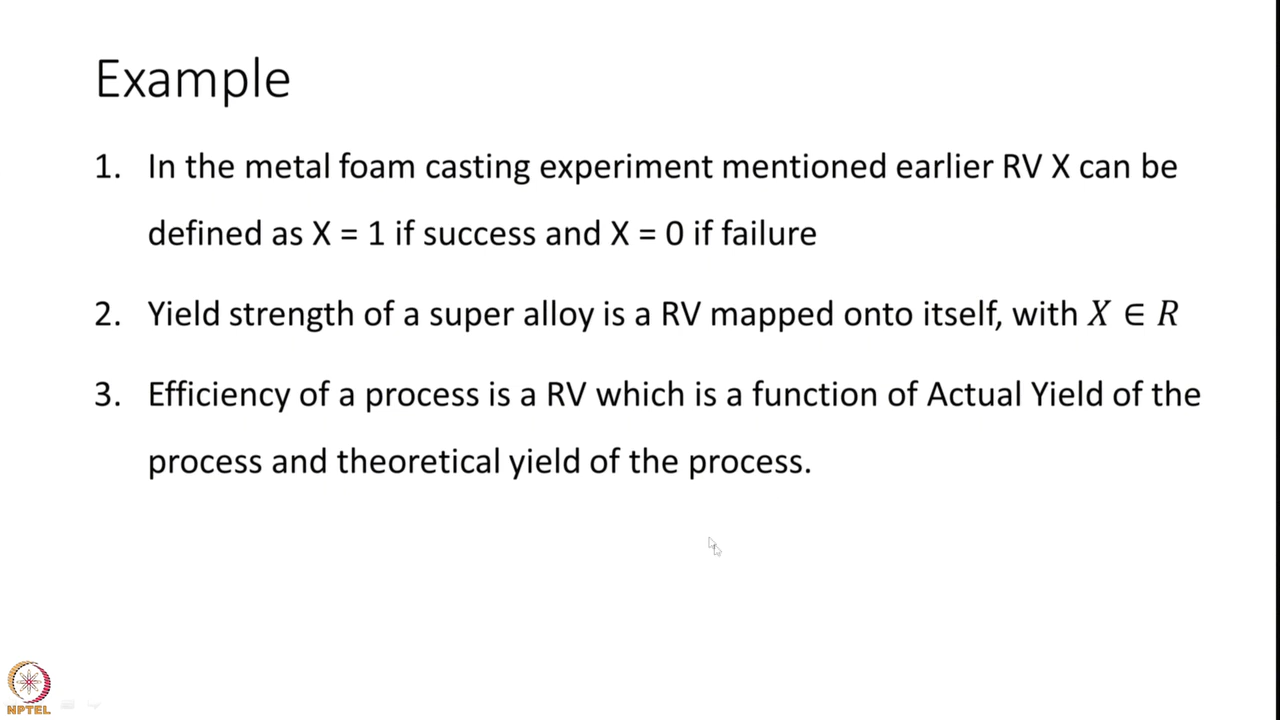 Example
1. In the metal foam casting experiment mentioned earlier RV X can be
defined as X = 1 if success and X = 0 if failure
2. Yield strength of a super alloy is a RV mapped onto itself, with X ∈ R
3. Efficiency of a process is a RV which is a function of Actual Yield of the
process and theoretical yield of the process.
NPTEL